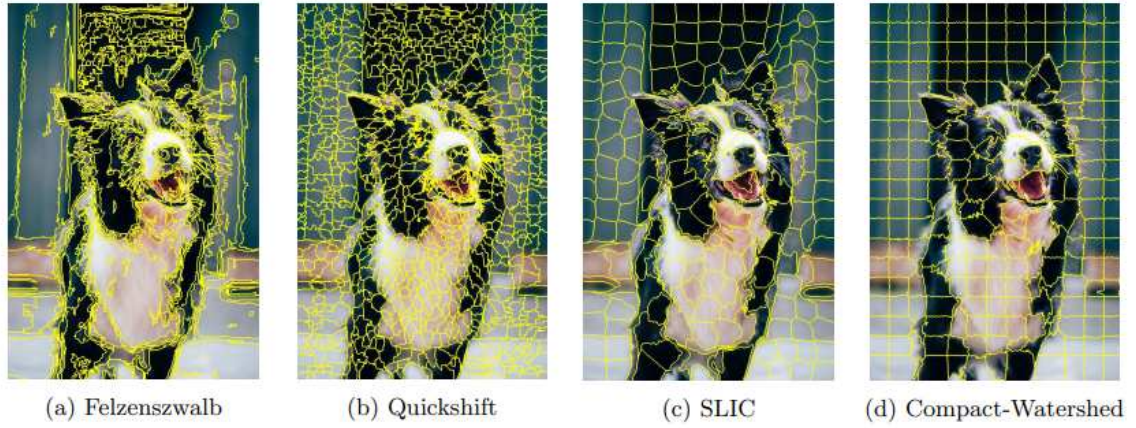 (a) Felzenszwalb
(b) Quickshift
(c) SLIC
(d) Compact-Watershed